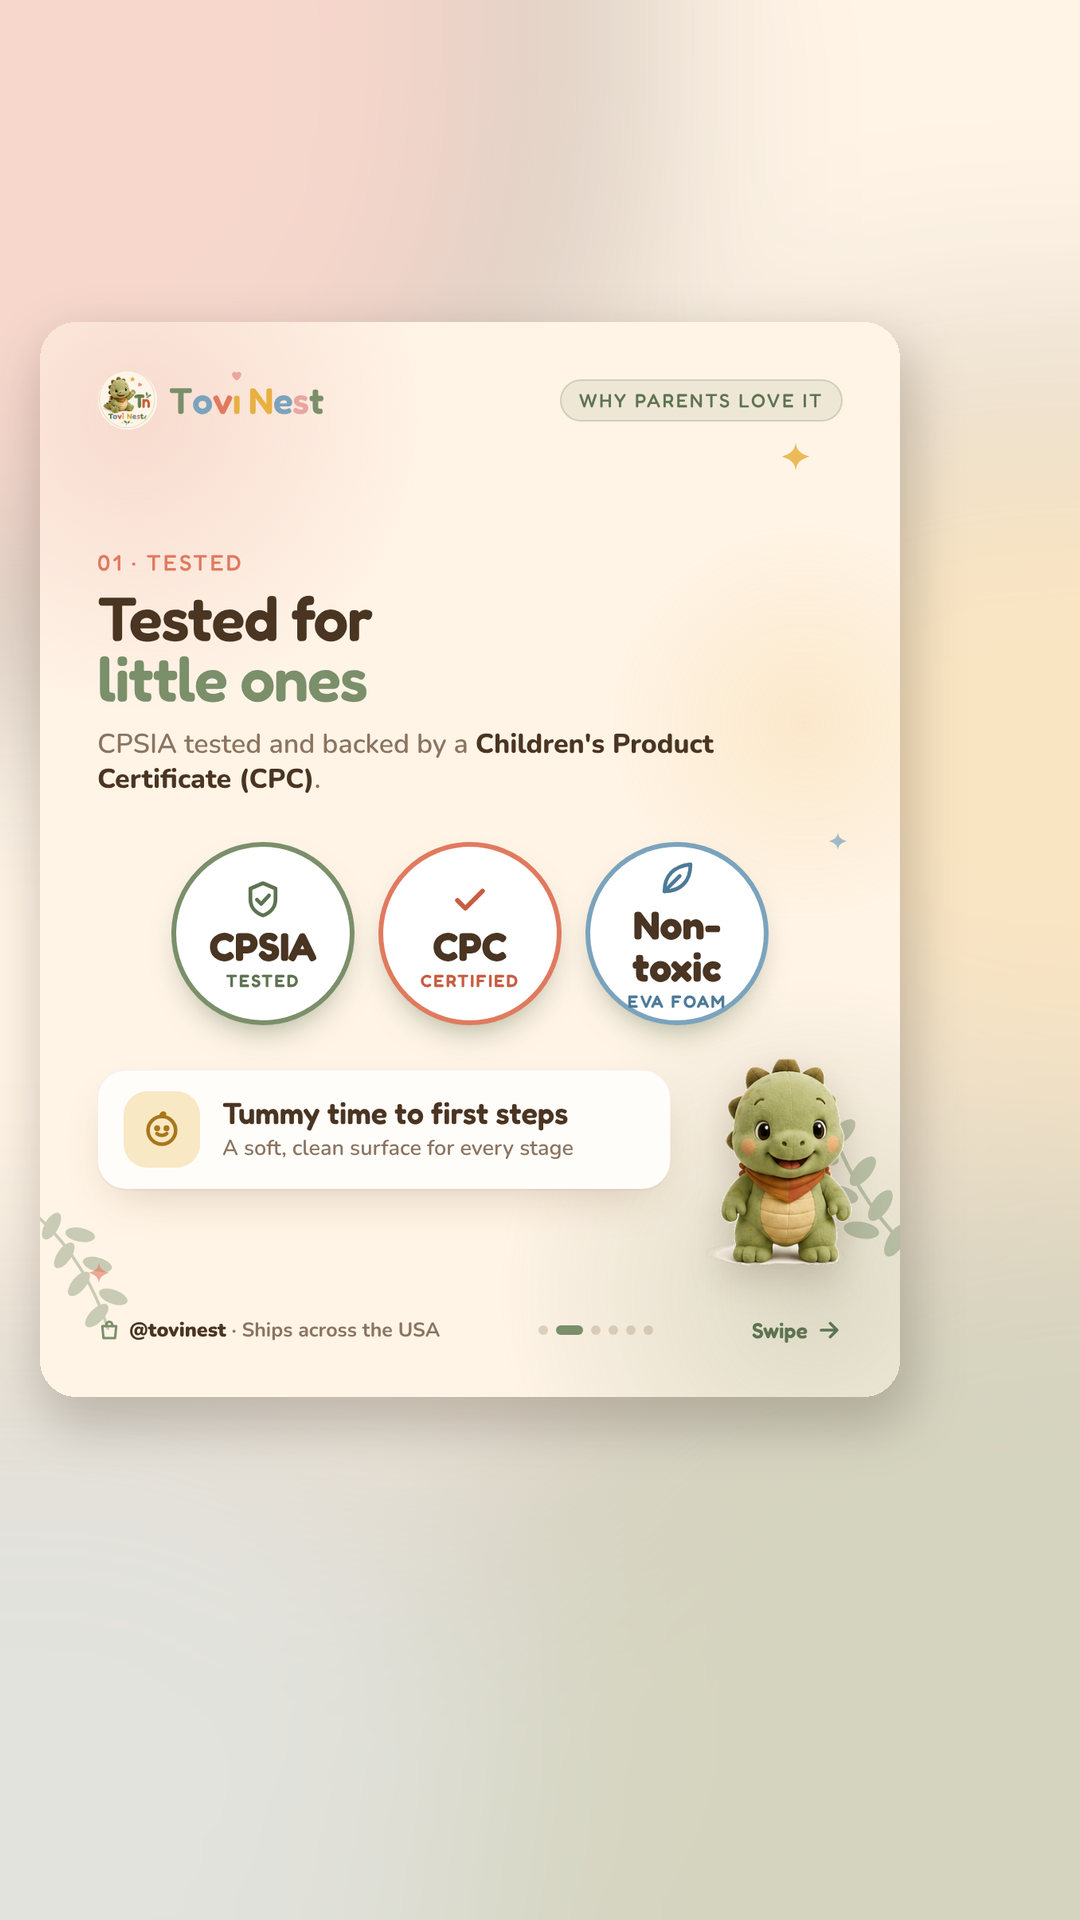 Tovi Nest
WHY PARENTS LOVE IT
01 · TESTED
Tested for
little ones
CPSIA tested and backed by a Children's Product
Certificate (CPC).
CPSIA
TESTED
CPC
CERTIFIED
Non-
toxic
EVA FOAM
Tummy time to first steps
A soft, clean surface for every stage
@tovinest · Ships across the USA
Swipe →